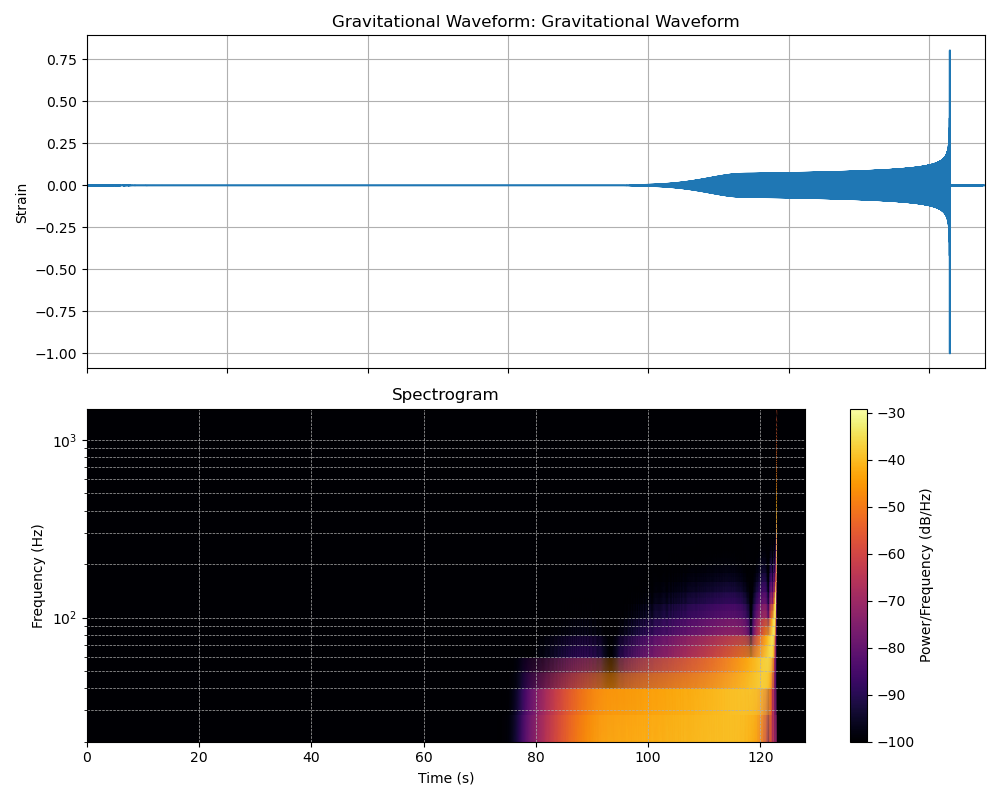 Gravitational Waveform: Gravitational Waveform
0.75
0.50
0.25
0.00
−0.25
−0.50
−0.75
−1.00
Strain
Spectrogram
10³
10²
Frequency (Hz)
0 20 40 60 80 100 120
Time (s)
−30
−40
−50
−60
−70
−80
−90
−100
Power/Frequency (dB/Hz)